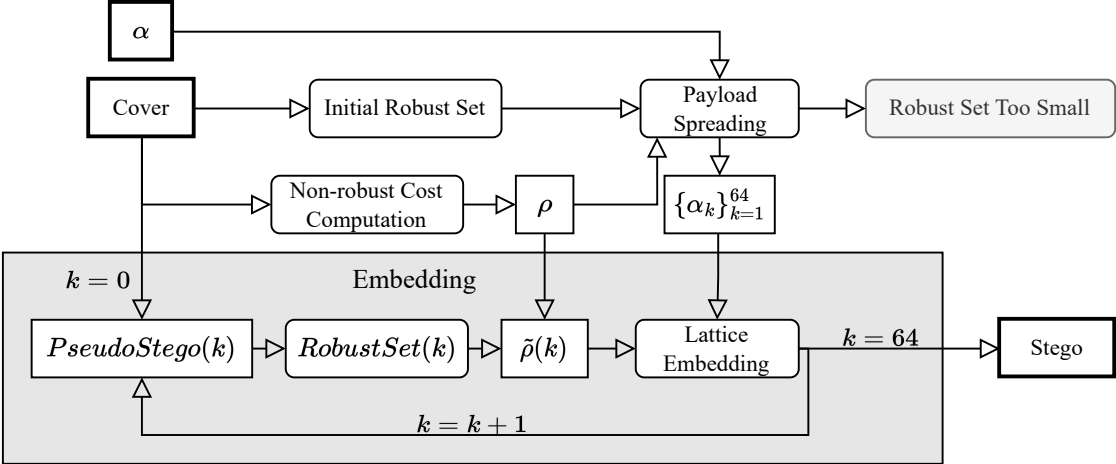 α
Cover
Initial Robust Set
Payload
Spreading
Robust Set Too Small
Non-robust Cost
Computation
ρ
{α_k}_{k=1}^{64}
k = 0
Embedding
PseudoStego(k)
RobustSet(k)
ρ̃(k)
Lattice
Embedding
k = 64
Stego
k = k + 1